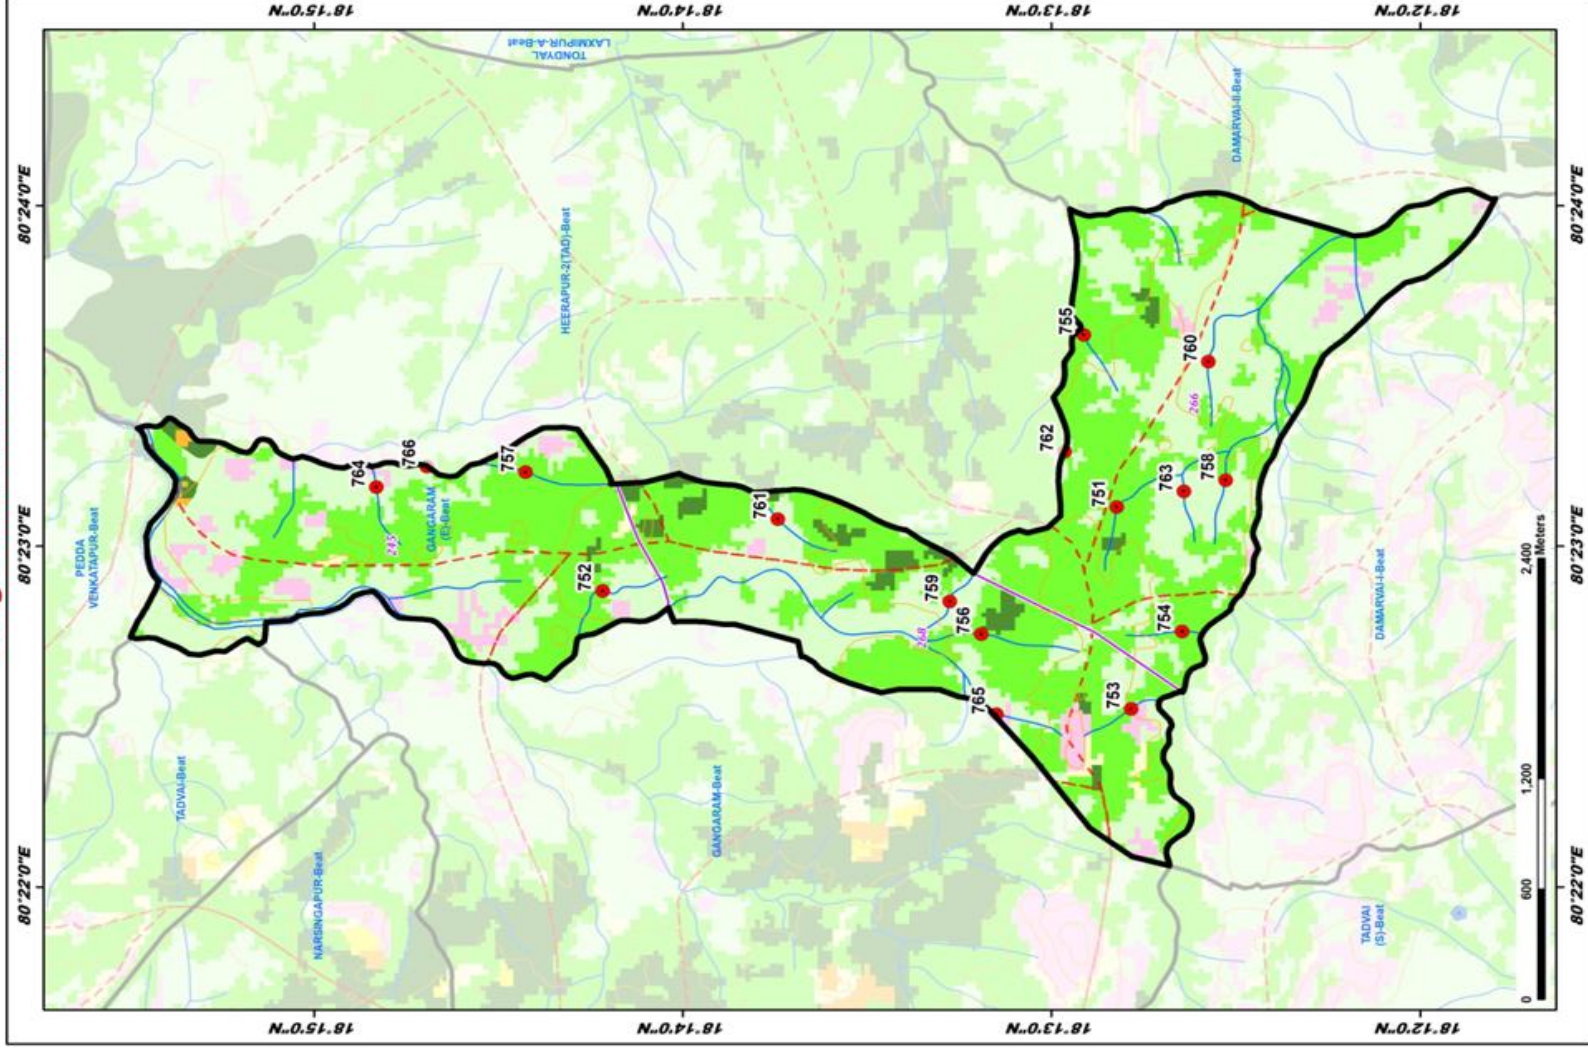 18°15'0"N
18°14'0"N
18°13'0"N
18°12'0"N
TONDYAL
LAXMIPUR-A-Beat
DAMARVAI-II-Beat
80°24'0"E
80°24'0"E
HEERAPUR-2(TAD)-Beat
755
760
266
762
766
764
757
751
763
758
761
PEDDA
VENKATAPUR-Beat
GANGARAM
(E)-Beat
243
80°23'0"E
80°23'0"E
752
759
756
268
754
753
765
DAMARVAI-I-Beat
TADVAI-Beat
GANGARAM-Beat
NARSINGAPUR-Beat
80°22'0"E
80°22'0"E
TADVAI
(S)-Beat
0
600
1,200
2,400
Meters
18°15'0"N
18°14'0"N
18°13'0"N
18°12'0"N